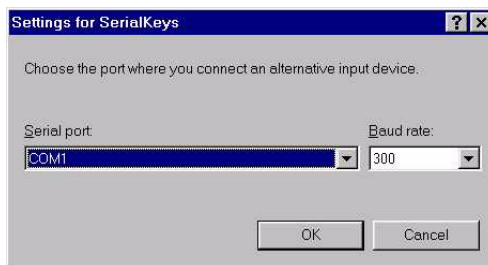 Settings for SerialKeys
Choose the port where you connect an alternative input device.
Serial port: Baud rate:
COM1 300
OK Cancel